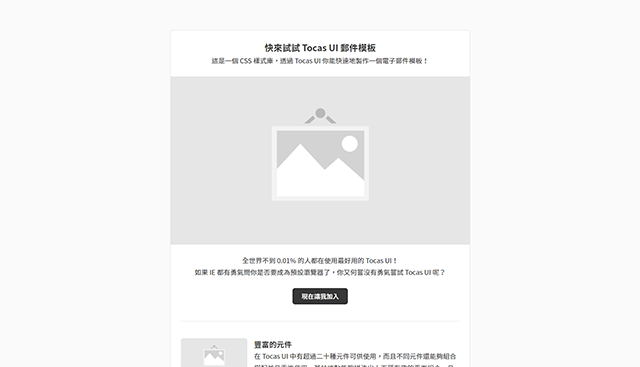 快來試試 Tocas UI 郵件模板
這是一個 CSS 樣式庫，透過 Tocas UI 你能快速地製作一個電子郵件模板！
全世界不到 0.01% 的人都在使用最好用的 Tocas UI！
如果 IE 都有勇氣問你是否要成為預設瀏覽器了，你又何嘗沒有勇氣嘗試 Tocas UI 呢？
現在讓我加入
豐富的元件
在 Tocas UI 中有超過二十種元件可供使用，而且不同元件還能夠組合